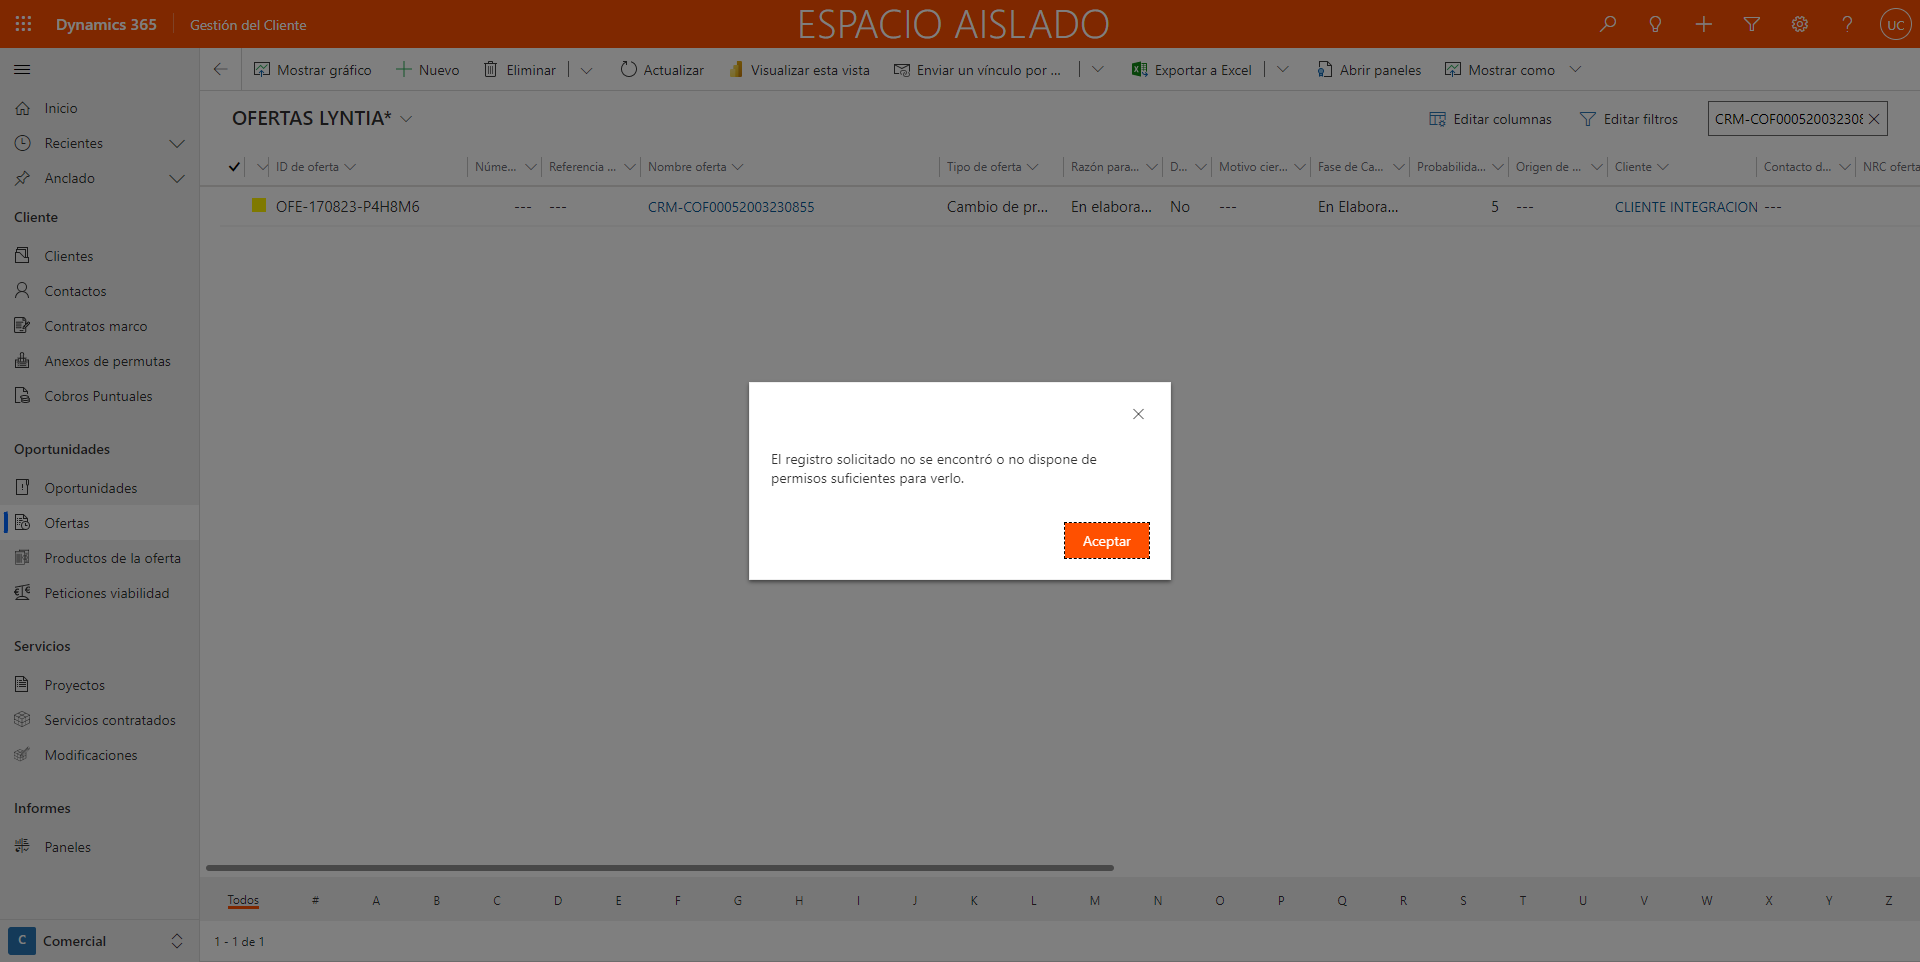 Dynamics 365
Gestión del Cliente
ESPACIO AISLADO
UC
Mostrar gráfico
Nuevo
Eliminar
Actualizar
Visualizar esta vista
Enviar un vínculo por ...
Exportar a Excel
Abrir paneles
Mostrar como
Inicio
Recientes
Anclado
Cliente
Clientes
Contactos
Contratos marco
Anexos de permutas
Cobros Puntuales
Oportunidades
Oportunidades
Ofertas
Productos de la oferta
Peticiones viabilidad
Servicios
Proyectos
Servicios contratados
Modificaciones
Informes
Paneles
C Comercial
OFERTAS LYNTIA*
Editar columnas
Editar filtros
CRM-COF000520032308
ID de oferta Núme... Referencia ... Nombre oferta Tipo de oferta Razón para... D... Motivo cier... Fase de Ca... Probabilida... Origen de ... Cliente Contacto d... NRC oferta
OFE-170823-P4H8M6 --- --- CRM-COF00052003230855 Cambio de pr... En elabora... No --- En Elabora... 5 --- CLIENTE INTEGRACION ---
El registro solicitado no se encontró o no dispone de
permisos suficientes para verlo.
Aceptar
Todos # A B C D E F G H I J K L M N O P Q R S T U V W X Y Z
1 - 1 de 1